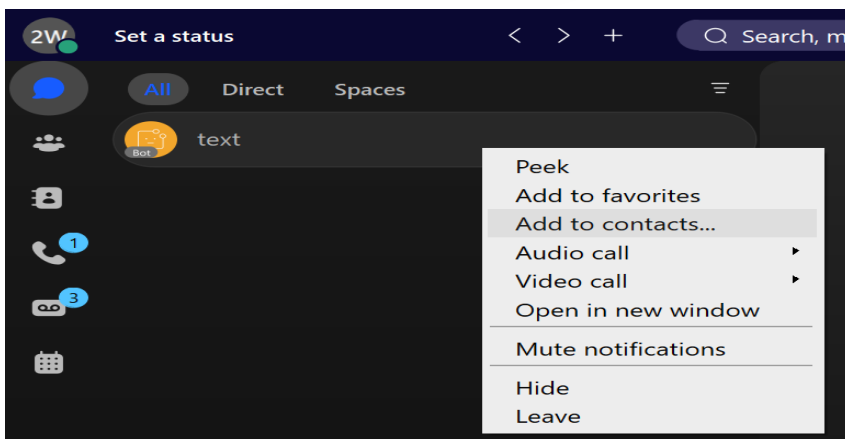 2W Set a status Search, m
All Direct Spaces
Bot text
Peek
Add to favorites
Add to contacts...
1 Audio call
Video call
3 Open in new window
Mute notifications
Hide
Leave